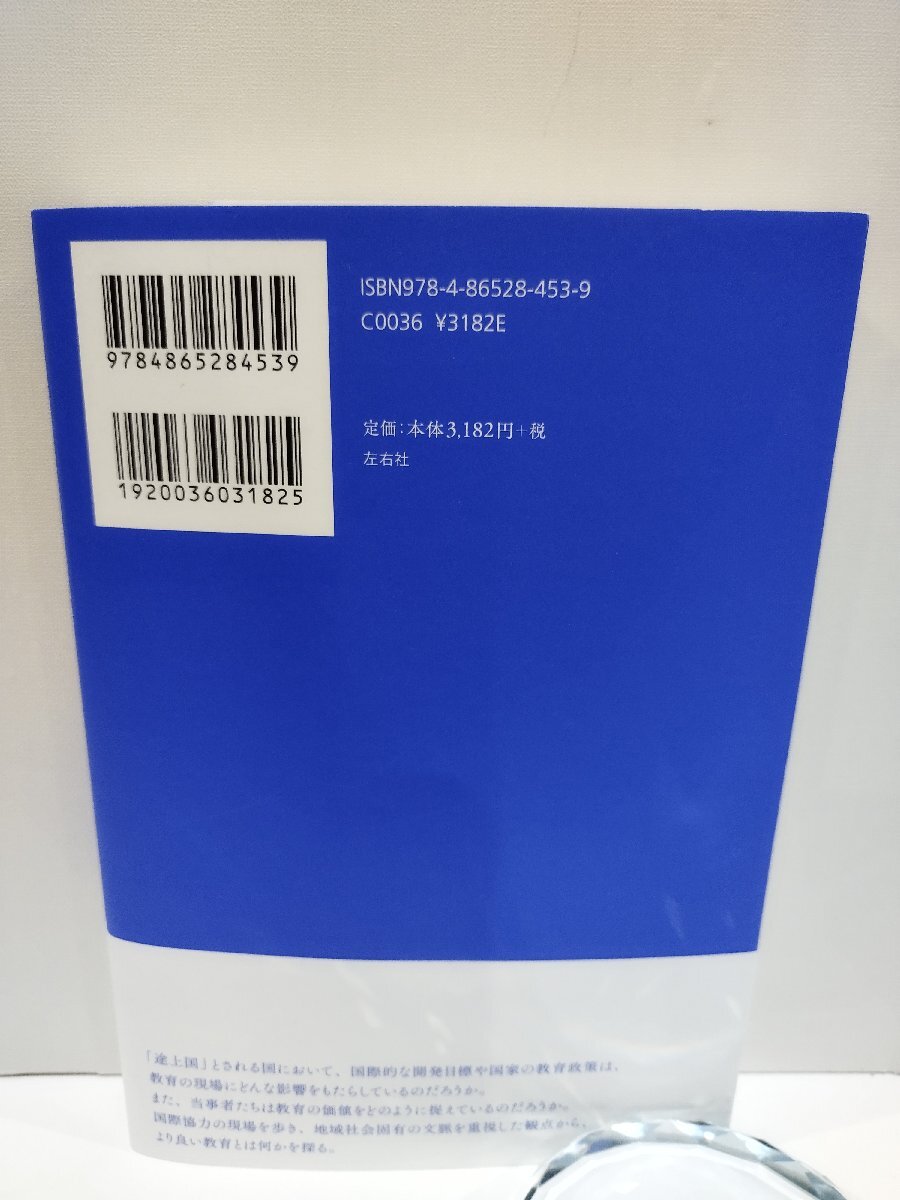 9784865284539
1920036031825
ISBN978-4-86528-453-9
C0036 ¥3182E
定価:本体3,182円+税
左右社
「途上国」とされる国において、国際的な開発目標や国家の教育政策は、
教育の現場にどんな影響をもたらしているのだろうか。
また、当事者たちは教育の価値をどのように捉えているのだろうか。
国際協力の現場を歩き、地域社会固有の文脈を重視した観点から、
より良い教育とは何かを探る。